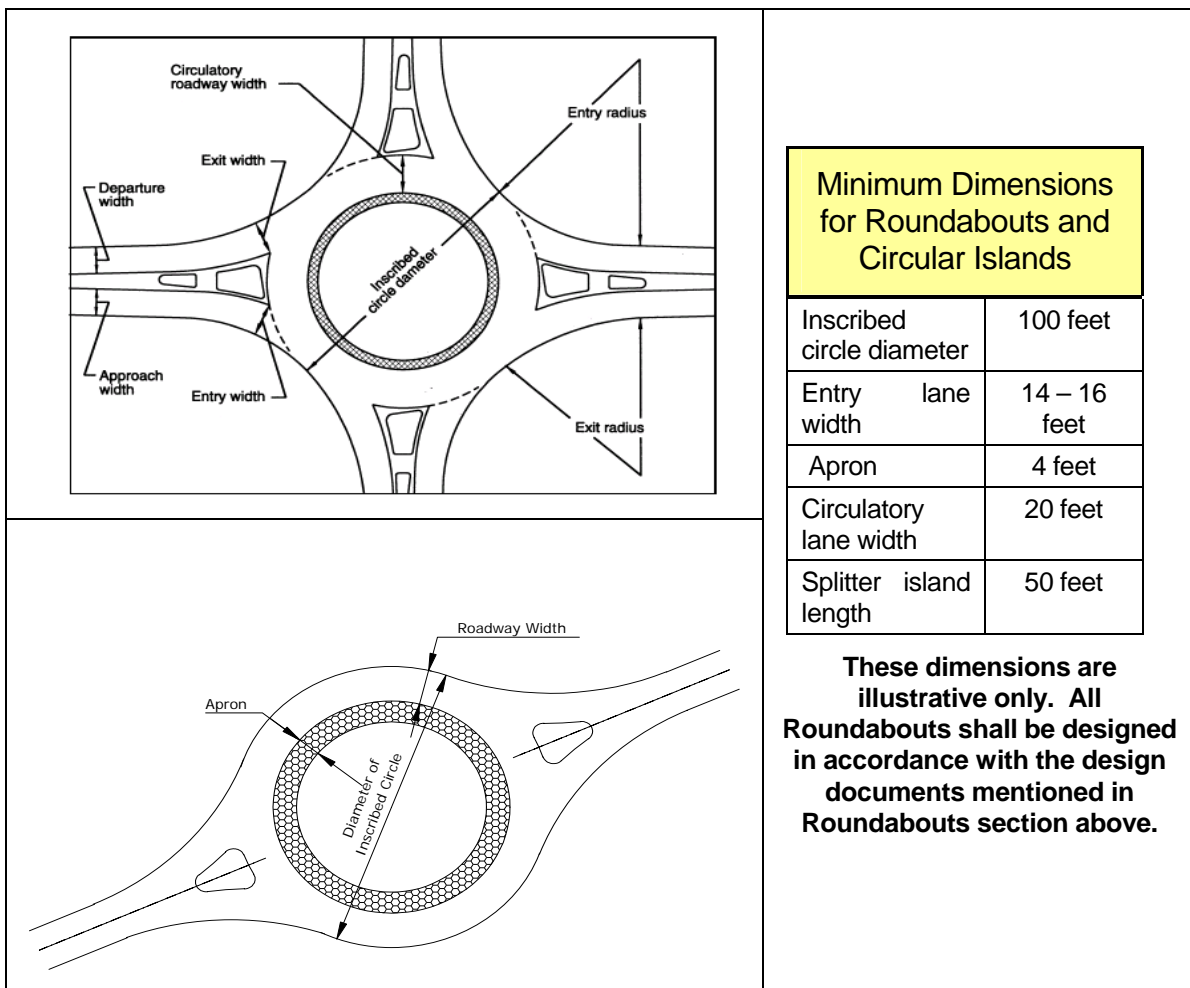 Circulatory
roadway width
Entry radius
Exit width
Departure
width
Inscribed
circle diameter
Approach
width
Entry width
Exit radius
Roadway Width
Apron
Diameter of
Inscribed Circle
Minimum Dimensions
for Roundabouts and
Circular Islands
Inscribed
circle diameter
100 feet
Entry lane
width
14 – 16
feet
Apron
4 feet
Circulatory
lane width
20 feet
Splitter island
length
50 feet
These dimensions are
illustrative only. All
Roundabouts shall be designed
in accordance with the design
documents mentioned in
Roundabouts section above.